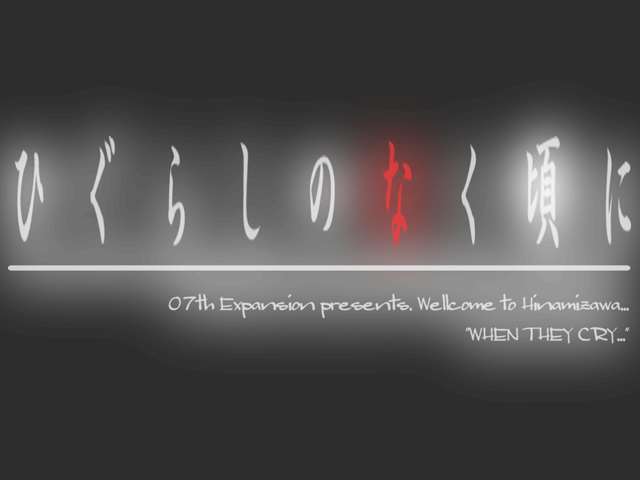 ひぐらしのなく頃に
07th Expansion presents. Wellcome to Hinamizawa...
"WHEN THEY CRY..."